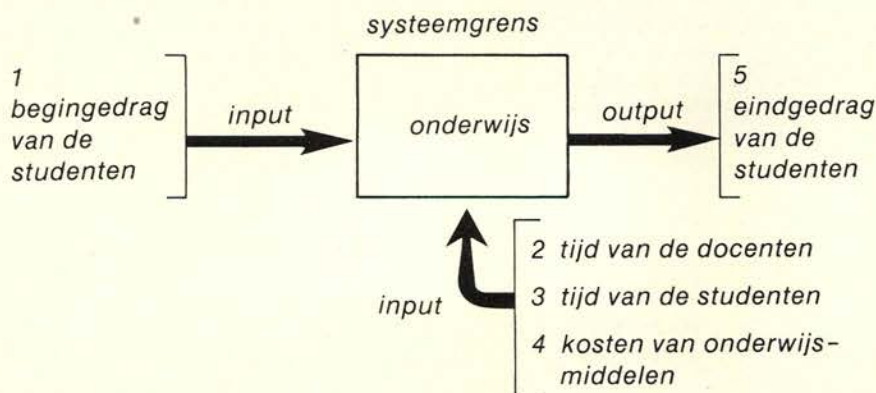 systeemgrens
1
begingedrag
van de
studenten
input
onderwijs
output
5
eindgedrag
van de
studenten
input
2 tijd van de docenten
3 tijd van de studenten
4 kosten van onderwijs-
middelen